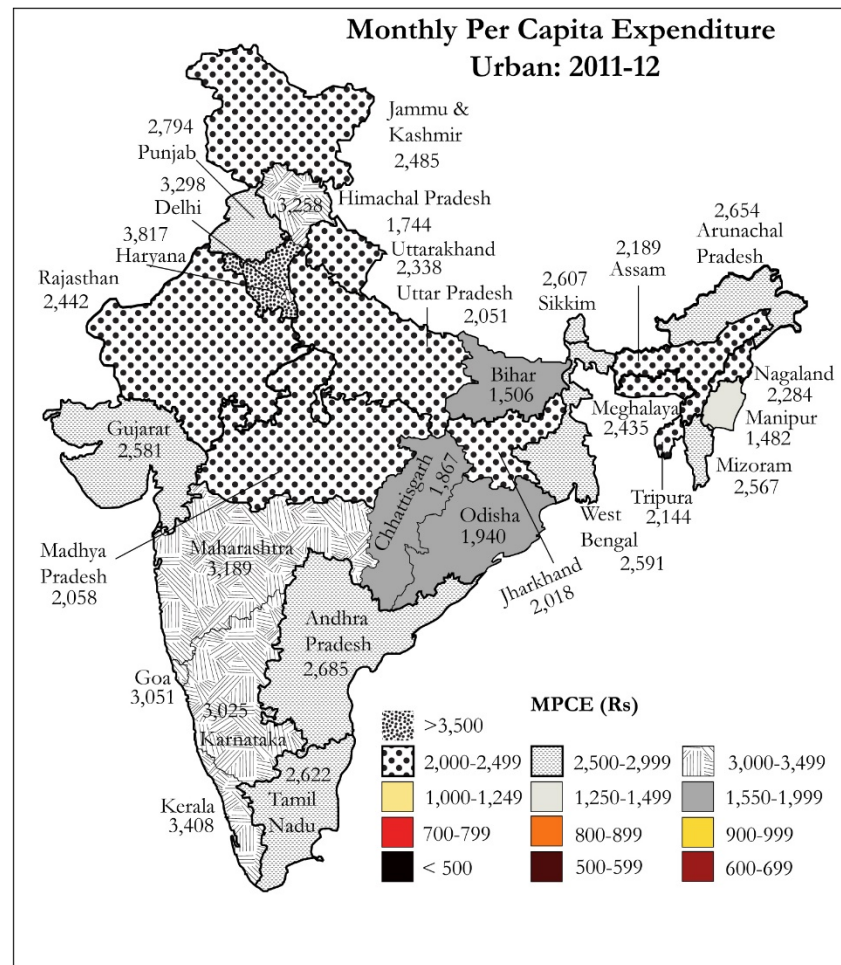 Monthly Per Capita Expenditure
Urban: 2011-12
Jammu &
Kashmir
2,485
2,794
Punjab
3,298
Delhi
3,817
Haryana
3,258
Himachal Pradesh
1,744
Uttarakhand
2,338
Uttar Pradesh
2,051
Rajasthan
2,442
2,654
Arunachal
Pradesh
2,189
Assam
2,607
Sikkim
Bihar
1,506
Nagaland
2,284
Meghalaya
2,435
Manipur
1,482
Mizoram
2,567
Tripura
2,144
Gujarat
2,581
Chhattisgarh
1,867
Odisha
1,940
West
Bengal
2,591
Jharkhand
2,018
Madhya
Pradesh
2,058
Maharashtra
3,189
Andhra
Pradesh
2,685
Goa
3,051
3,025
Karnataka
Kerala
3,408
2,622
Tamil
Nadu
MPCE (Rs)
>3,500
2,000-2,499 2,500-2,999 3,000-3,499
1,000-1,249 1,250-1,499 1,550-1,999
700-799 800-899 900-999
< 500 500-599 600-699